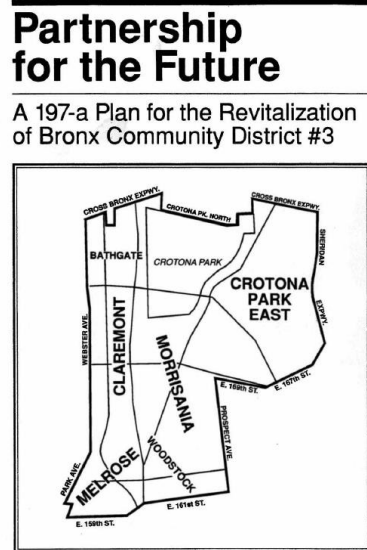 Partnership
for the Future
A 197-a Plan for the Revitalization
of Bronx Community District #3
CROSS BRONX EXPWY.
CROTONA PK. NORTH
CROSS BRONX EXPWY.
BATHGATE
CROTONA PARK
SHERIDAN
EXPWY.
CROTONA
PARK
EAST
WEBSTER AVE.
CLAREMONT
MORRISANIA
E. 169th ST.
E. 167th ST.
PROSPECT AVE.
PARK AVE.
MELROSE
WOODSTOCK
E. 161st ST.
E. 159th ST.